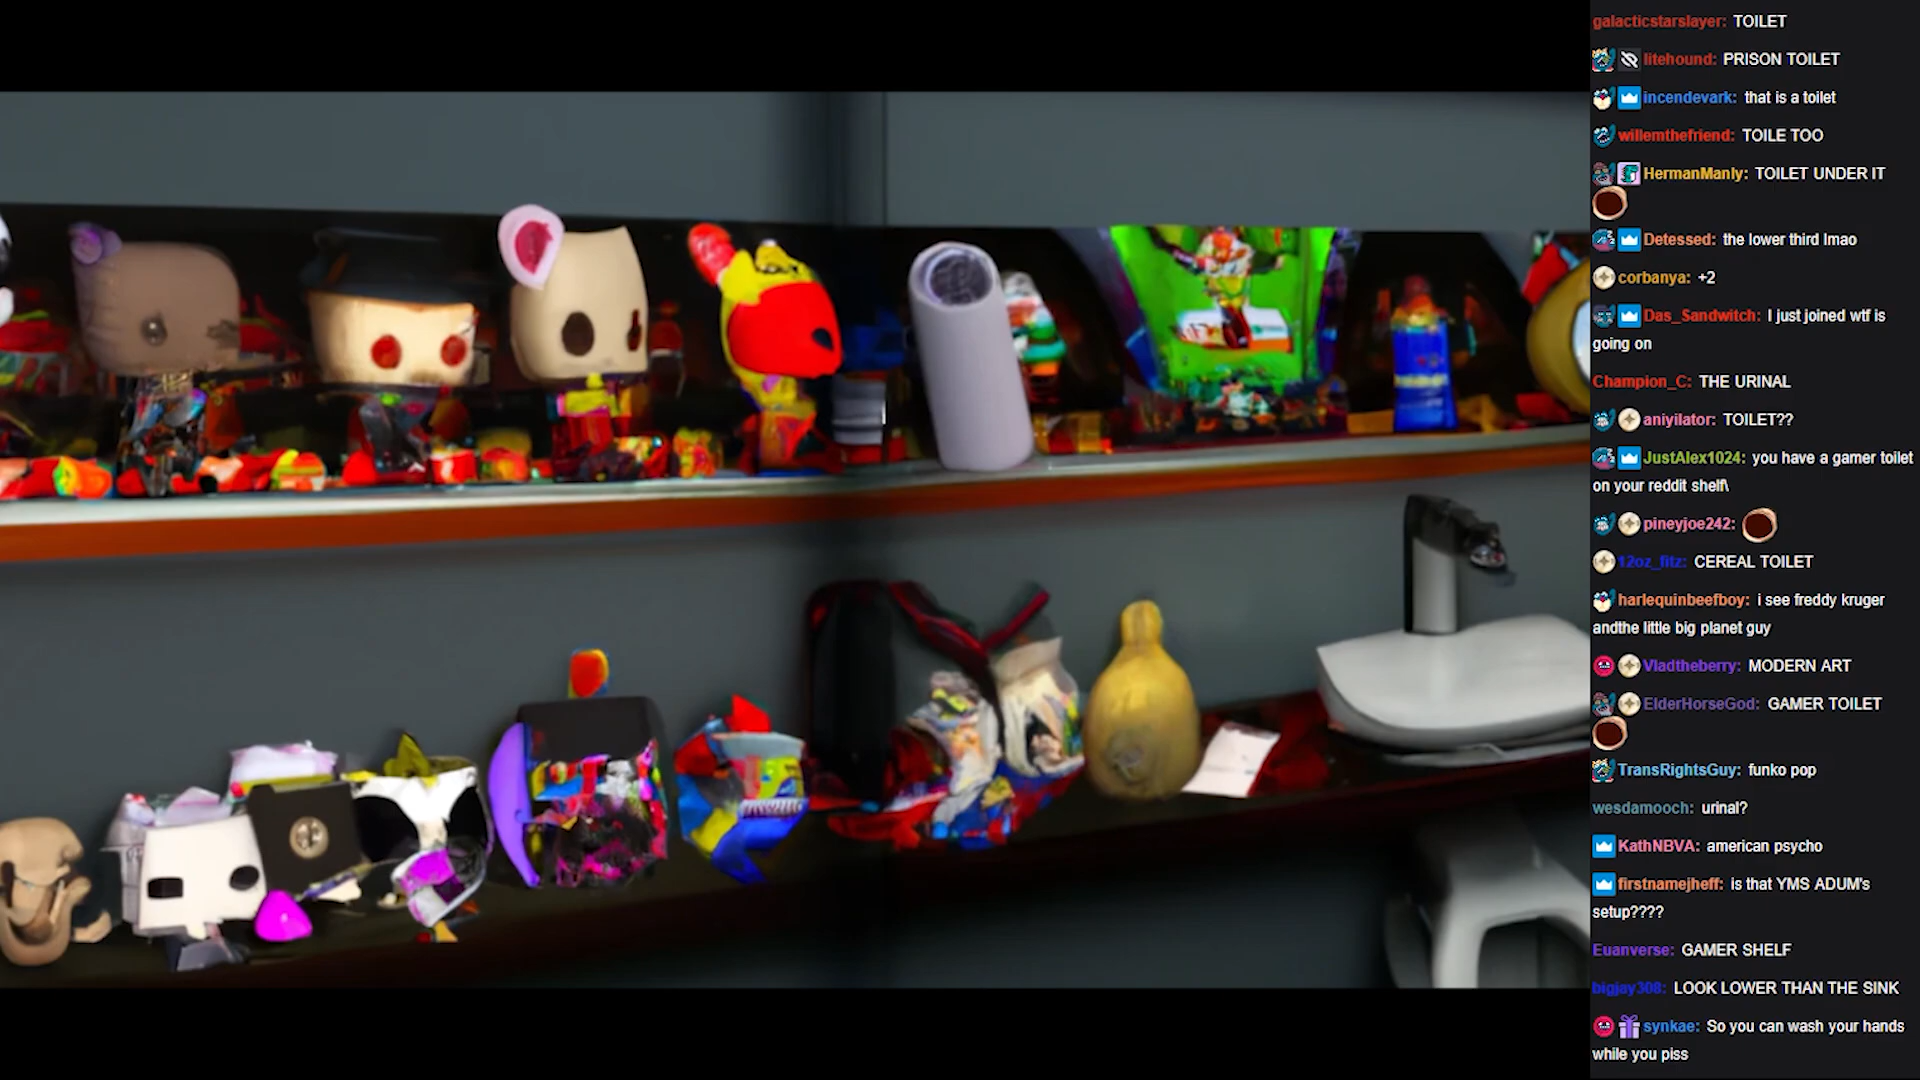 galacticstarslayer: TOILET
litehound: PRISON TOILET
incendevark: that is a toilet
willemthefriend: TOILE TOO
HermanManly: TOILET UNDER IT
Detessed: the lower third lmao
corbanya: +2
Das_Sandwitch: I just joined wtf is
going on
Champion_C: THE URINAL
aniyilator: TOILET??
JustAlex1024: you have a gamer toilet
on your reddit shelf\
pineyjoe242:
12oz_fitz: CEREAL TOILET
harlequinbeefboy: i see freddy kruger
andthe little big planet guy
Vladtheberry: MODERN ART
ElderHorseGod: GAMER TOILET
TransRightsGuy: funko pop
wesdamooch: urinal?
KathNBVA: american psycho
firstnamejheff: is that YMS ADUM's
setup????
Euanverse: GAMER SHELF
bigjay308: LOOK LOWER THAN THE SINK
synkae: So you can wash your hands
while you piss